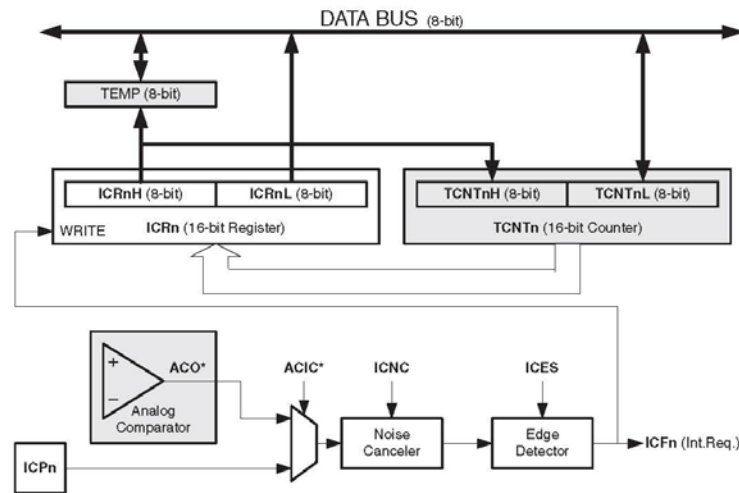 DATA BUS (8-bit)
TEMP (8-bit)
ICRnH (8-bit) ICRnL (8-bit) TCNTnH (8-bit) TCNTnL (8-bit)
WRITE ICRn (16-bit Register) TCNTn (16-bit Counter)
+ ACO* ACIC* ICNC ICES
−
Analog
Comparator
Noise
Canceler
Edge
Detector
ICFn (Int.Req.)
ICPn